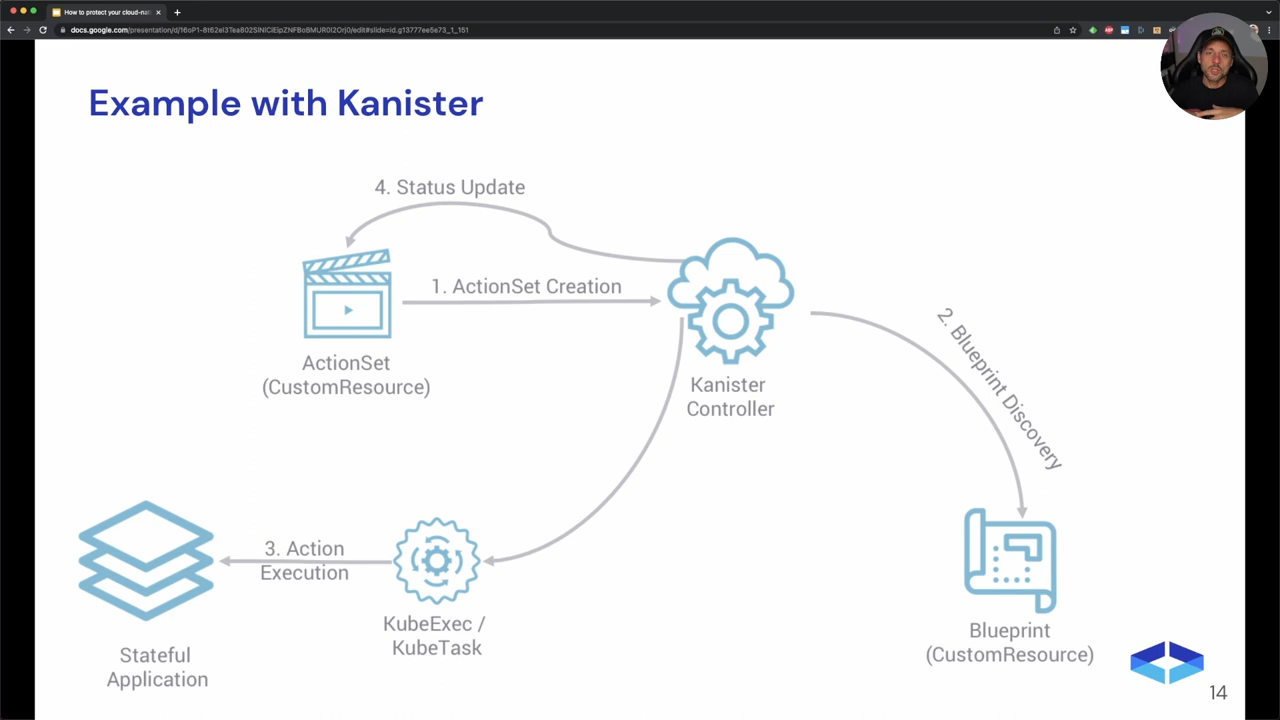 How to protect your cloud-nat
docs.google.com/presentation/d/16oP1-8t62el3Tea802SINICiEipZNFBoBMUR0l2Orj0/edit#slide=id.g13777ee5e73_1_151
Example with Kanister
4. Status Update
1. ActionSet Creation
2. Blueprint Discovery
ActionSet
(CustomResource)
Kanister
Controller
3. Action
Execution
KubeExec /
KubeTask
Stateful
Application
Blueprint
(CustomResource)
14